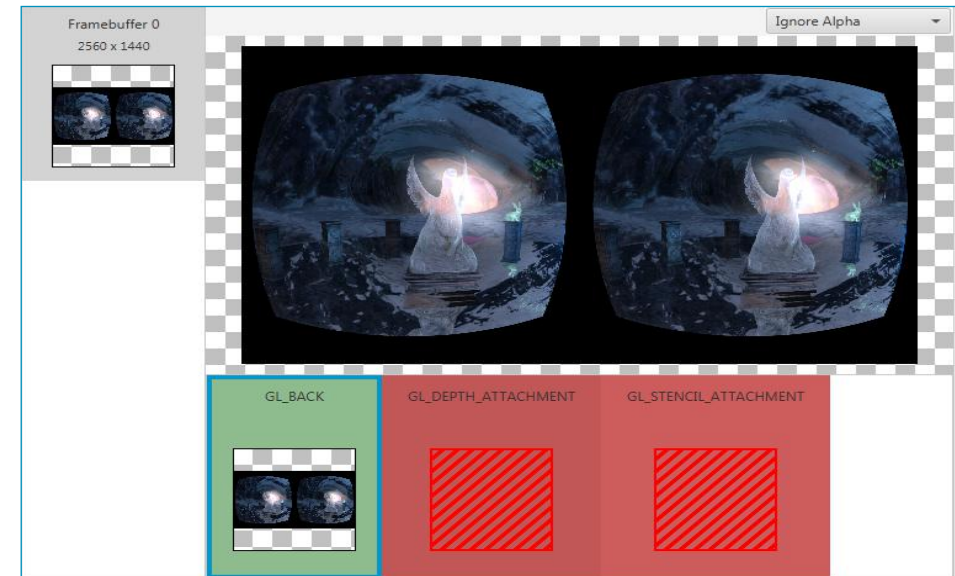 Framebuffer 0
2560 x 1440
Ignore Alpha
GL_BACK
GL_DEPTH_ATTACHMENT
GL_STENCIL_ATTACHMENT